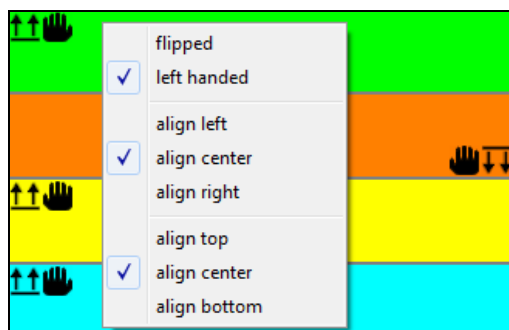 flipped
left handed
align left
align center
align right
align top
align center
align bottom